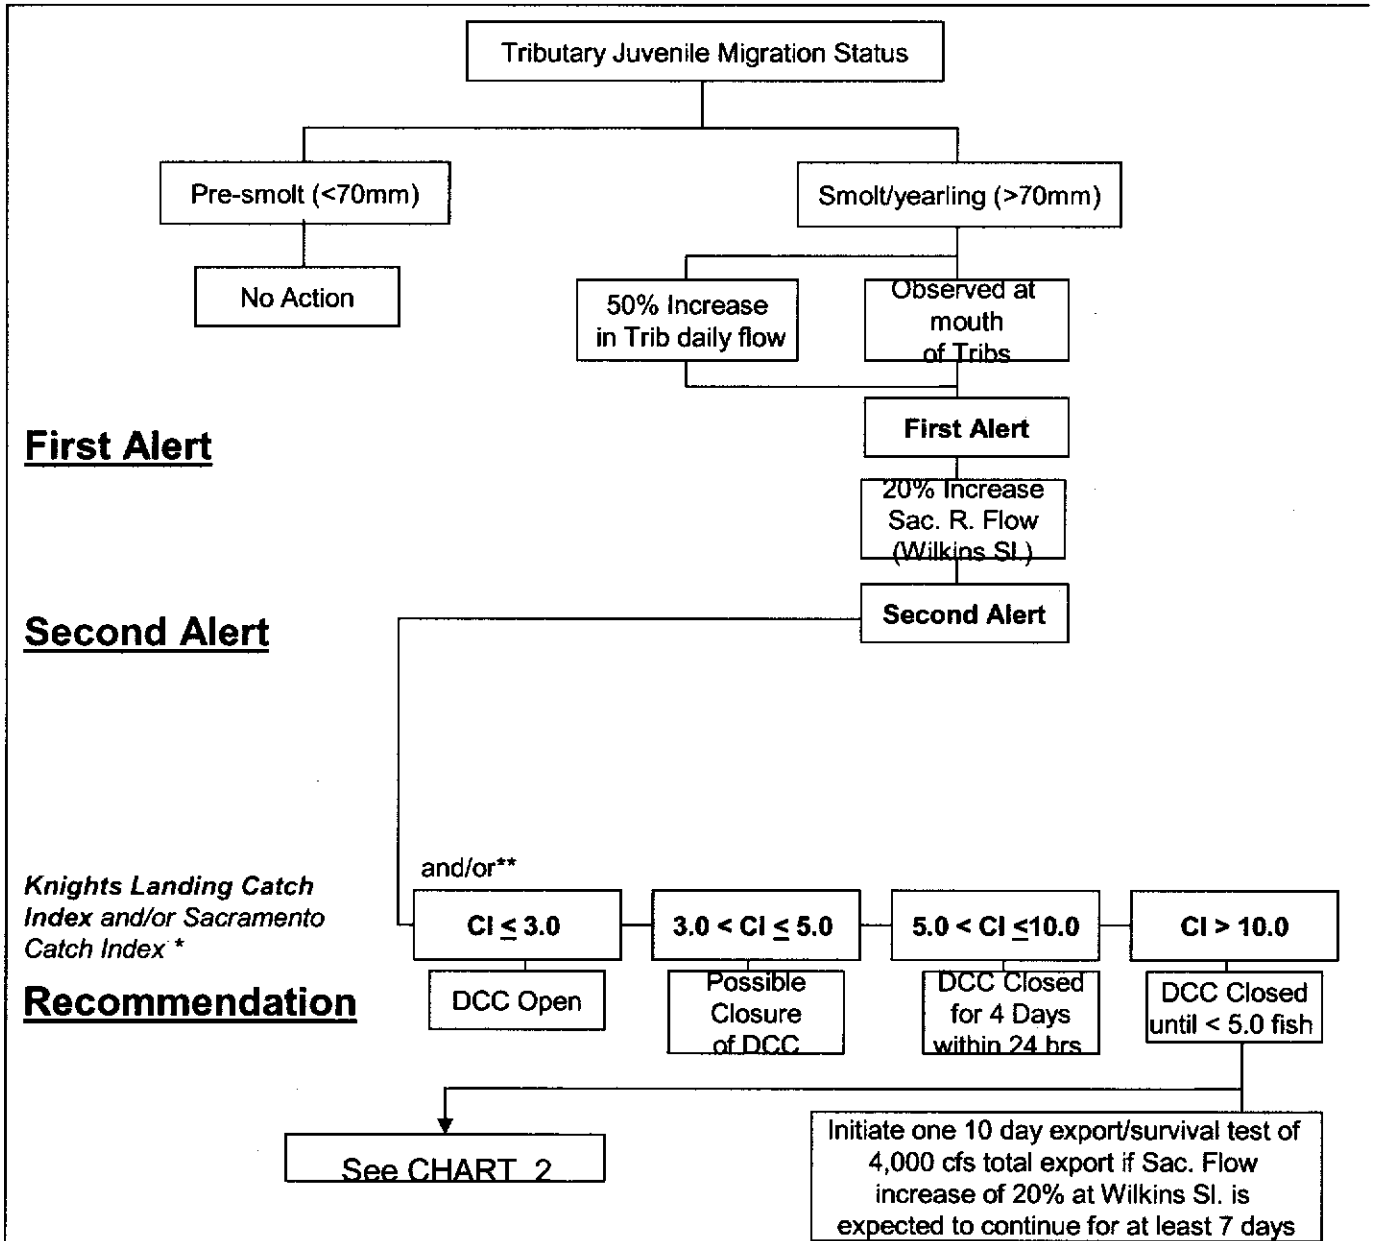 Tributary Juvenile Migration Status
Pre-smolt (<70mm)
Smolt/yearling (>70mm)
No Action
50% Increase
in Trib daily flow
Observed at
mouth
of Tribs
First Alert
First Alert
20% Increase
Sac. R. Flow
(Wilkins Sl.)
Second Alert
Second Alert
and/or**
Knights Landing Catch
Index and/or Sacramento
Catch Index *
CI ≤ 3.0
3.0 < CI ≤ 5.0
5.0 < CI ≤10.0
CI > 10.0
Recommendation
DCC Open
Possible
Closure
of DCC
DCC Closed
for 4 Days
within 24 hrs
DCC Closed
until < 5.0 fish
See CHART 2
Initiate one 10 day export/survival test of
4,000 cfs total export if Sac. Flow
increase of 20% at Wilkins Sl. is
expected to continue for at least 7 days